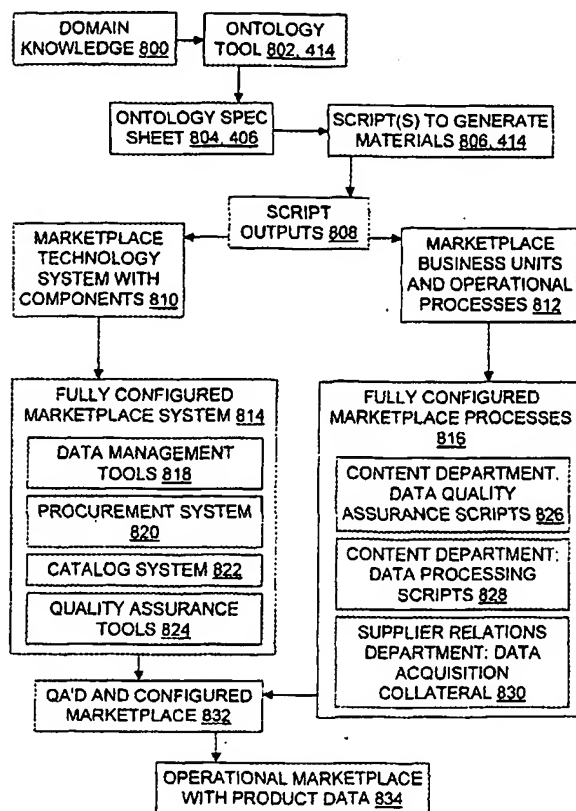 DOMAIN
KNOWLEDGE 800
ONTOLOGY
TOOL 802, 414
ONTOLOGY SPEC
SHEET 804, 406
SCRIPT(S) TO GENERATE
MATERIALS 806, 414
SCRIPT
OUTPUTS 808
MARKETPLACE
TECHNOLOGY
SYSTEM WITH
COMPONENTS 810
MARKETPLACE
BUSINESS UNITS
AND OPERATIONAL
PROCESSES 812
FULLY CONFIGURED
MARKETPLACE SYSTEM 814
DATA MANAGEMENT
TOOLS 818
PROCUREMENT SYSTEM
820
CATALOG SYSTEM 822
QUALITY ASSURANCE
TOOLS 824
FULLY CONFIGURED
MARKETPLACE PROCESSES
816
CONTENT DEPARTMENT.
DATA QUALITY
ASSURANCE SCRIPTS 826
CONTENT DEPARTMENT:
DATA PROCESSING
SCRIPTS 828
SUPPLIER RELATIONS
DEPARTMENT: DATA
ACQUISITION
COLLATERAL 830
QA'D AND CONFIGURED
MARKETPLACE 832
OPERATIONAL MARKETPLACE
WITH PRODUCT DATA 834